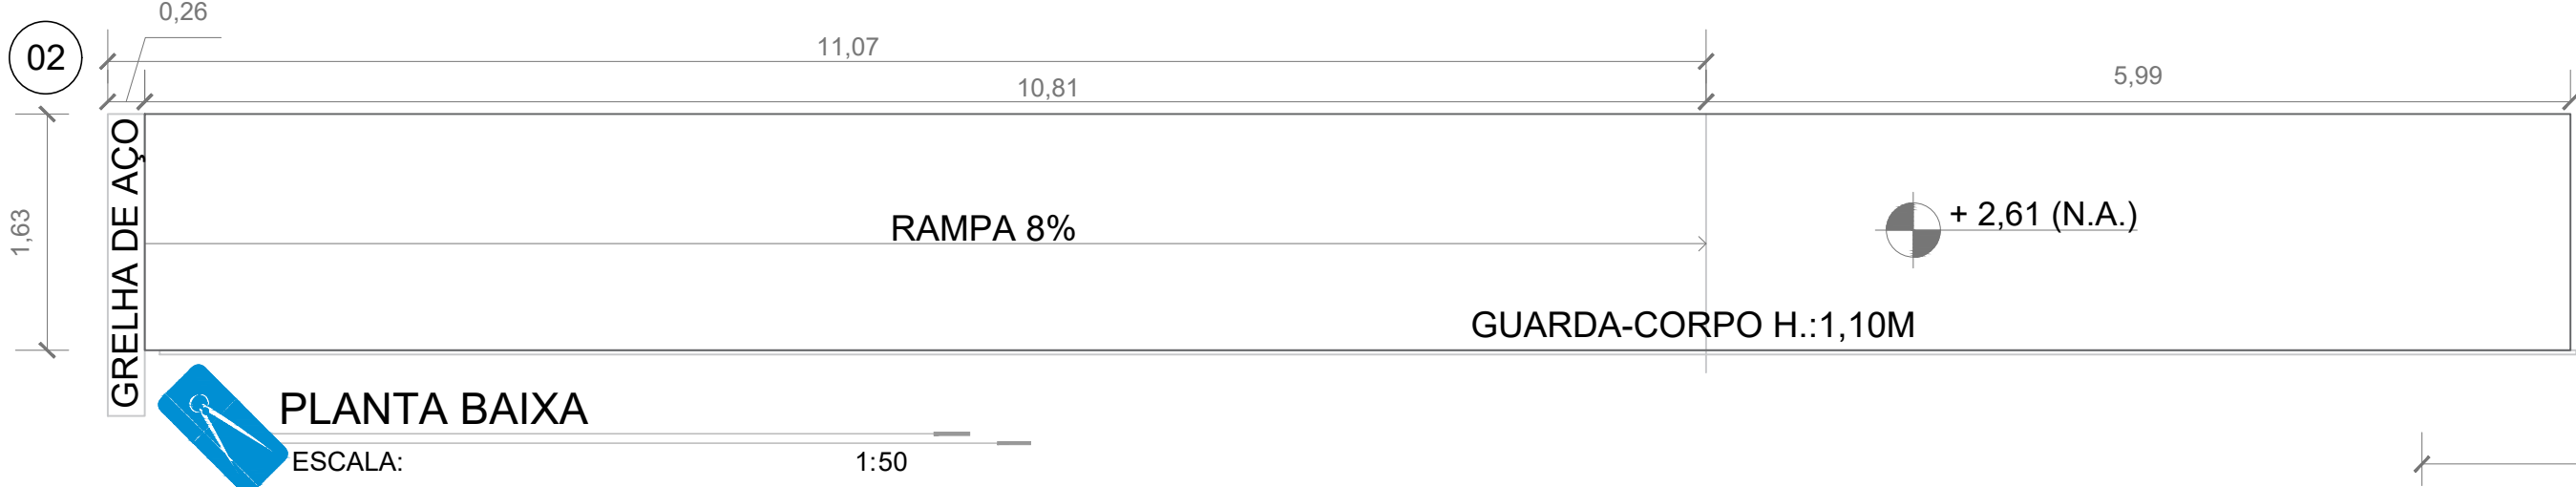 0,26
02
11,07
5,99
10,81
GRELHA DE AÇO
1,63
RAMPA 8%
+ 2,61 (N.A.)
GUARDA-CORPO H.:1,10M
PLANTA BAIXA
ESCALA: 1:50